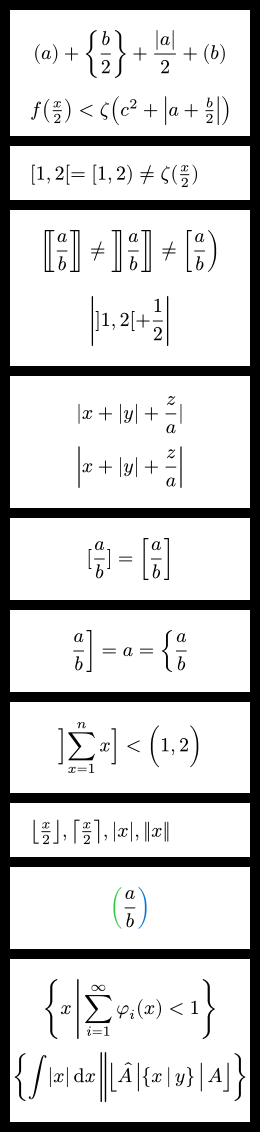 (a) + {b/2} + |a|/2 + (b)
f(x/2) < ζ(c² + |a + b/2|)
[1,2[= [1,2) ≠ ζ(x/2)
⟦a/b⟧ ≠ ]]a/b]] ≠ [a/b)
|]1,2[+1/2|
|x + |y| + z/a|
|x + |y| + z/a|
[a/b] = [a/b]
a/b] = a = {a/b
]∑_{x=1}^{n} x] < (1,2)
⌊x/2⌋, ⌈x/2⌉, |x|, ‖x‖
(a/b)
{x | ∑_{i=1}^{∞} φᵢ(x) < 1}
{∫|x| dx ‖ ⌊Â | {x | y} | A⌋}